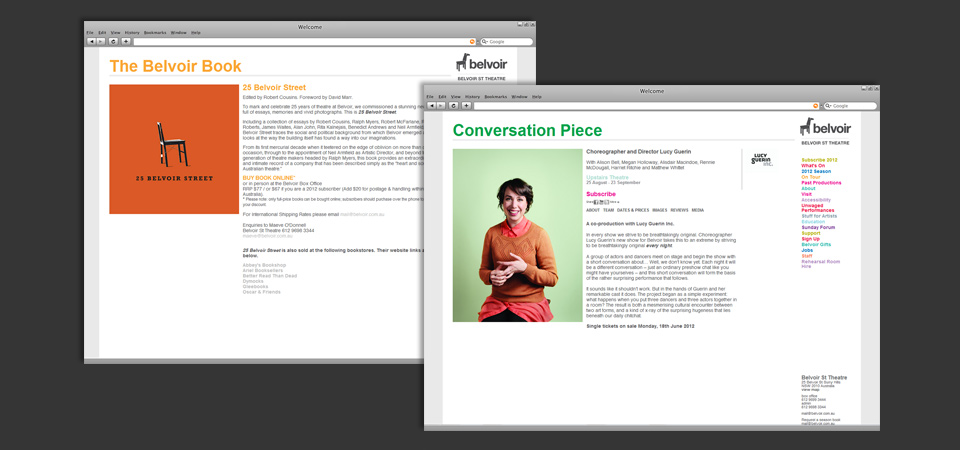 Welcome
File Edit View History Bookmarks Window Help
Google
The Belvoir Book
belvoir
BELVOIR ST THEATRE
25 BELVOIR STREET
25 Belvoir Street
Edited by Robert Cousins, Foreword by David Marr.
To mark and celebrate 25 years of theatre at Belvoir, we commissioned a stunning
full of essays, memories and vivid photographs. This is 25 Belvoir Street
Including a collection of essays by Robert Cousins, Ralph Myers, Robert McFarlane,
Roberts, James Waites, Alan John, Rita Kalnejais, Benedict Andrews and Neil Armfield
Belvoir Street traces the social and political background from which Belvoir emerged
looks at the way building itself has found a way into our imaginations.
From its first mercurial decade when it teetered on the edge of oblivion on more than
occasion, through to the appointment of Neil Armfield as Artistic Director, and beyond
generation of theatre makers headed by Ralph Myers, this book provides an
and intimate record of a company that has been described simply as the "heart and
Australian theatre."
BUY BOOK ONLINE*
or in person at the Belvoir Box Office
RRP $77 / or $67 if you are a 2012 subscriber (Add $20 for postage & handling within
Australia).
* Please note: only full-price books can be bought online; subscribers should purchase over the phone
your discount.
For International Shipping Rates please email mail@belvoir.com.au
Enquiries to Maeve O'Donnell
Belvoir St Theatre 612 9698 3344
maeve@belvoir.com.au
25 Belvoir Street is also sold at the following bookstores. Their website links
below.
Abbey's Bookshop
Ariel Booksellers
Better Read Than Dead
Dymocks
Gleebooks
Oscar & Friends
Welcome
File Edit View History Bookmarks Window Help
Google
Conversation Piece
belvoir
BELVOIR ST THEATRE
Choreographer and Director Lucy Guerin
With Alison Bell, Megan Holloway, Alisdair Macindoe, Rennie
McDougall, Harriet Ritchie and Matthew Whittet
Upstairs Theatre
25 August - 23 September
Subscribe
ABOUT TEAM DATES & PRICES IMAGES REVIEWS MEDIA
A co-production with Lucy Guerin Inc.
In every show we strive to be breathtakingly original. Choreographer
Lucy Guerin's new show for Belvoir takes this to an extreme by striving
to be breathtakingly original every night.
A group of actors and dancers meet on stage and begin the show with
a short conversation about... Well, we don't know yet. Each night it will
be a different conversation – just an ordinary preshow chat like you
might have yourselves – and this short conversation will form the basis
of the rather surprising performance that follows.
It sounds like it shouldn't work. But in the hands of Guerin and her
remarkable cast it does. The project began as a simple experiment:
what happens when you put three dancers and three actors together in
a room? The result is both a mesmerising cultural encounter between
two art forms, and a kind of x ray of the surprising hugeness that lies
beneath our daily chitchat.
Single tickets on sale Monday, 18th June 2012
LUCY
GUERIN
INC.
Subscribe 2012
What's On
2012 Season
On Tour
Past Productions
About
Visit
Accessibility
Unwaged
Performances
Stuff for Artists
Education
Sunday Forum
Support
Sign Up
Belvoir Gifts
Jobs
Staff
Rehearsal Room
Hire
Belvoir St Theatre
25 Belvoir St Surry Hills
NSW 2010 Australia
view map
box office
612 9699 3444
admin
612 9698 3344
mail@belvoir.com.au